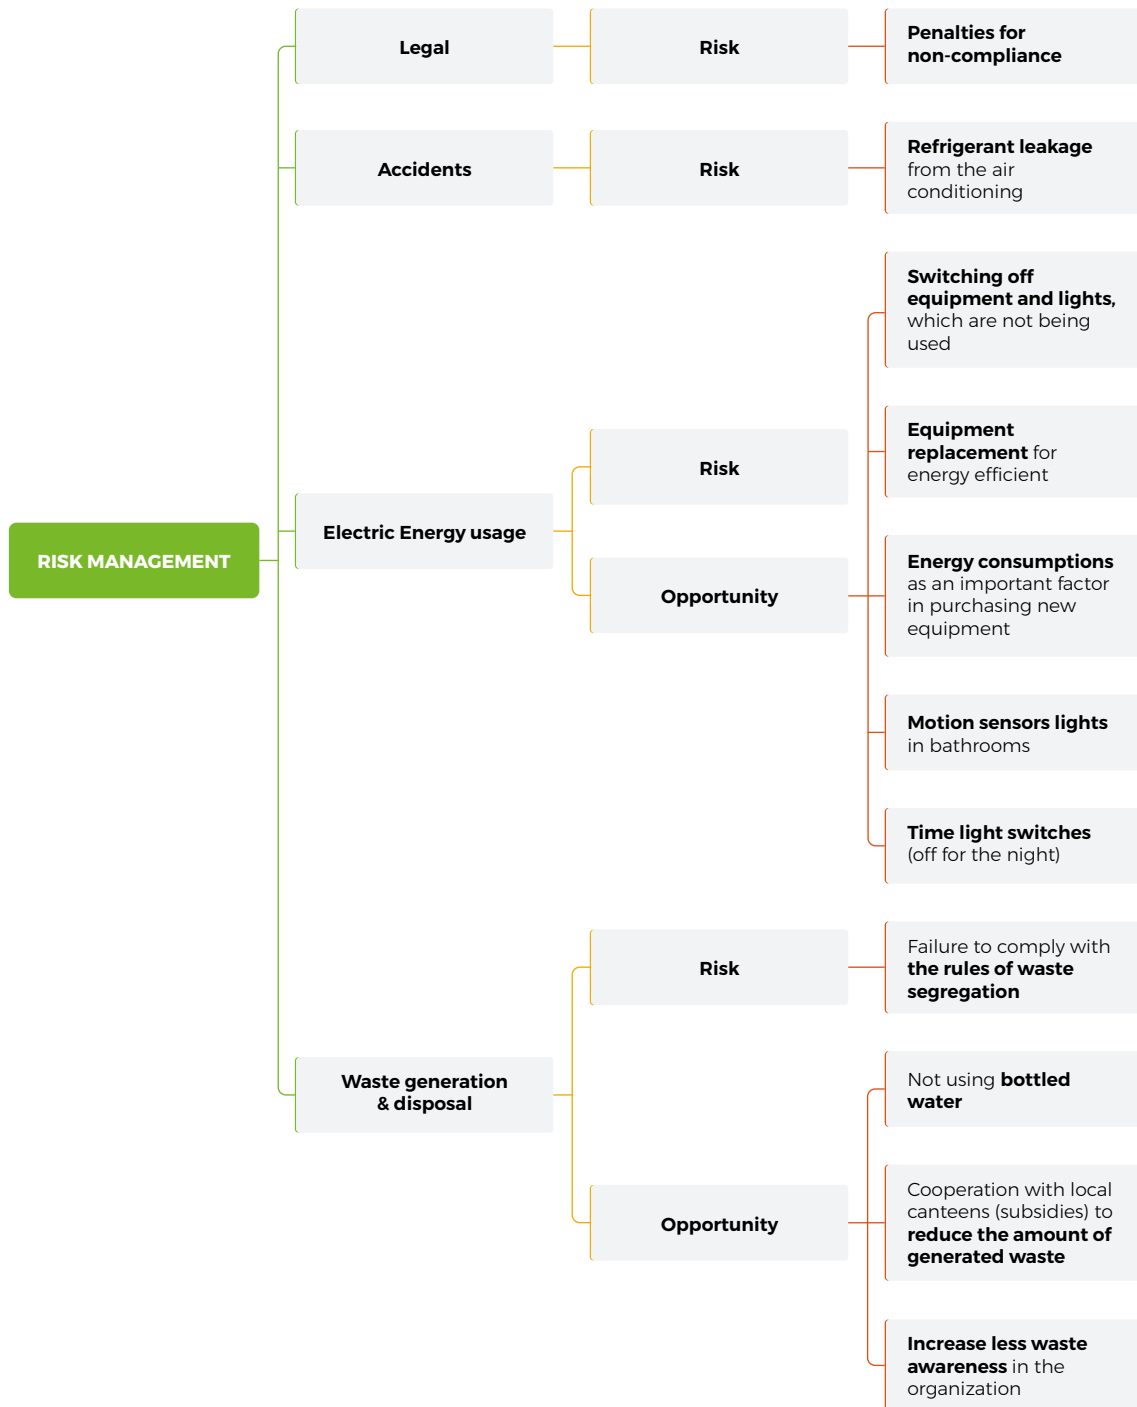 Legal
Risk
Penalties for
non-compliance
Accidents
Risk
Refrigerant leakage
from the air
conditioning
RISK MANAGEMENT
Electric Energy usage
Risk
Opportunity
Switching off
equipment and lights,
which are not being
used
Equipment
replacement for
energy efficient
Energy consumptions
as an important factor
in purchasing new
equipment
Motion sensors lights
in bathrooms
Time light switches
(off for the night)
Waste generation
& disposal
Risk
Failure to comply with
the rules of waste
segregation
Opportunity
Not using bottled
water
Cooperation with local
canteens (subsidies) to
reduce the amount of
generated waste
Increase less waste
awareness in the
organization